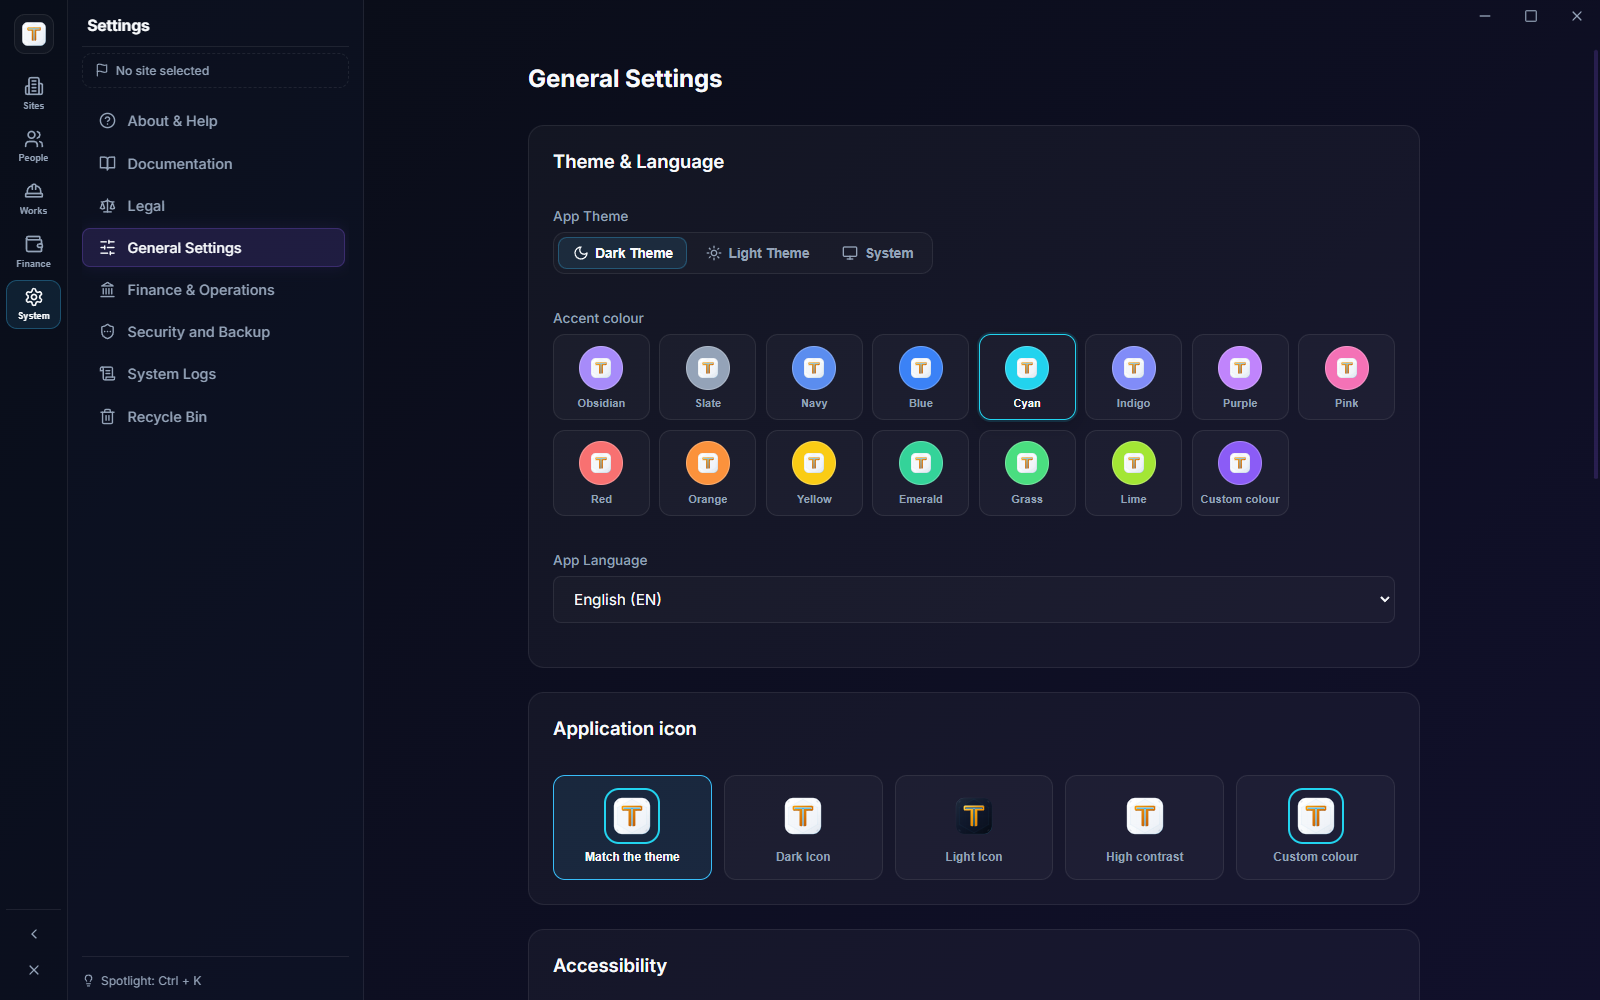 Settings
No site selected
Sites
People
Works
Finance
System
About & Help
Documentation
Legal
General Settings
Finance & Operations
Security and Backup
System Logs
Recycle Bin
Spotlight: Ctrl + K
General Settings
Theme & Language
App Theme
Dark Theme
Light Theme
System
Accent colour
Obsidian
Slate
Navy
Blue
Cyan
Indigo
Purple
Pink
Red
Orange
Yellow
Emerald
Grass
Lime
Custom colour
App Language
English (EN)
Application icon
Match the theme
Dark Icon
Light Icon
High contrast
Custom colour
Accessibility